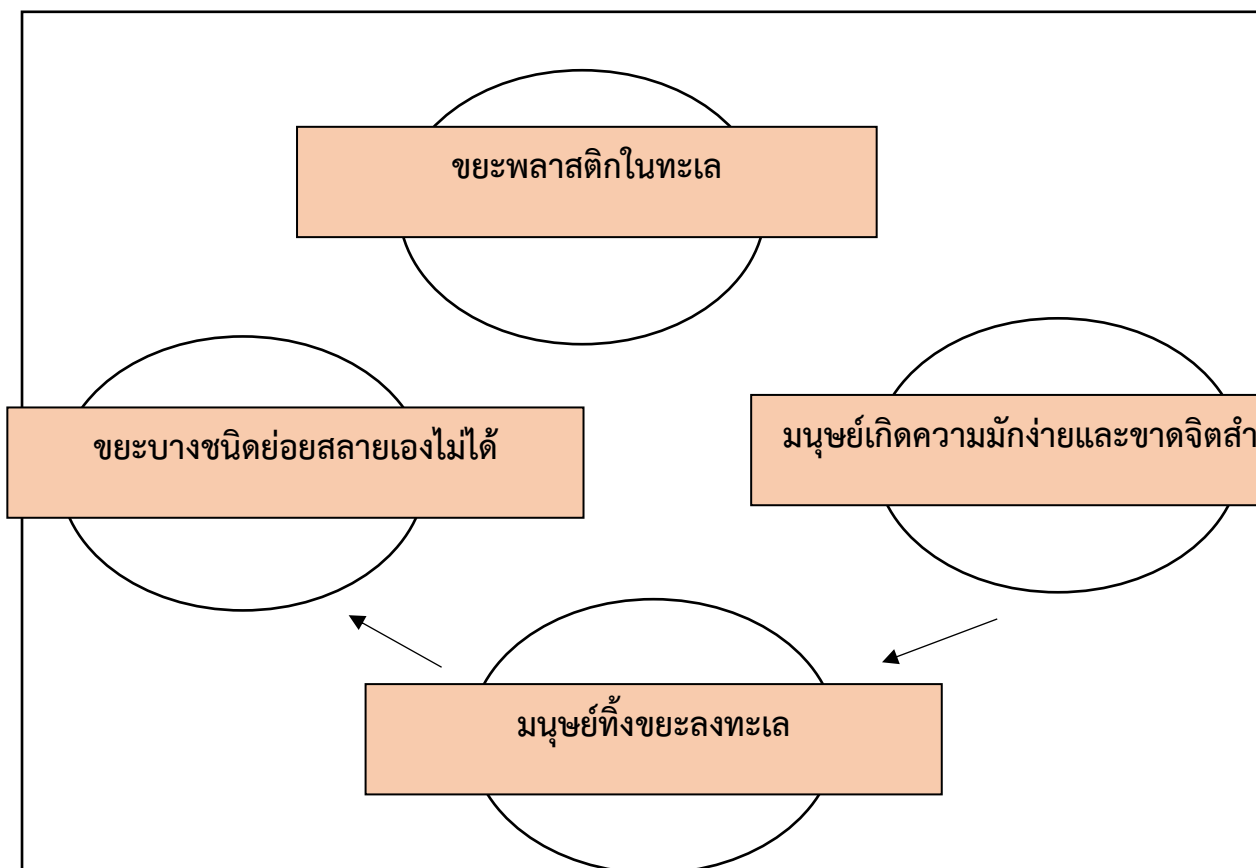 ขยะพลาสติกในทะเล
ขยะบางชนิดย่อยสลายเองไม่ได้
มนุษย์เกิดความมักง่ายและขาดจิตสำ
มนุษย์ทิ้งขยะลงทะเล